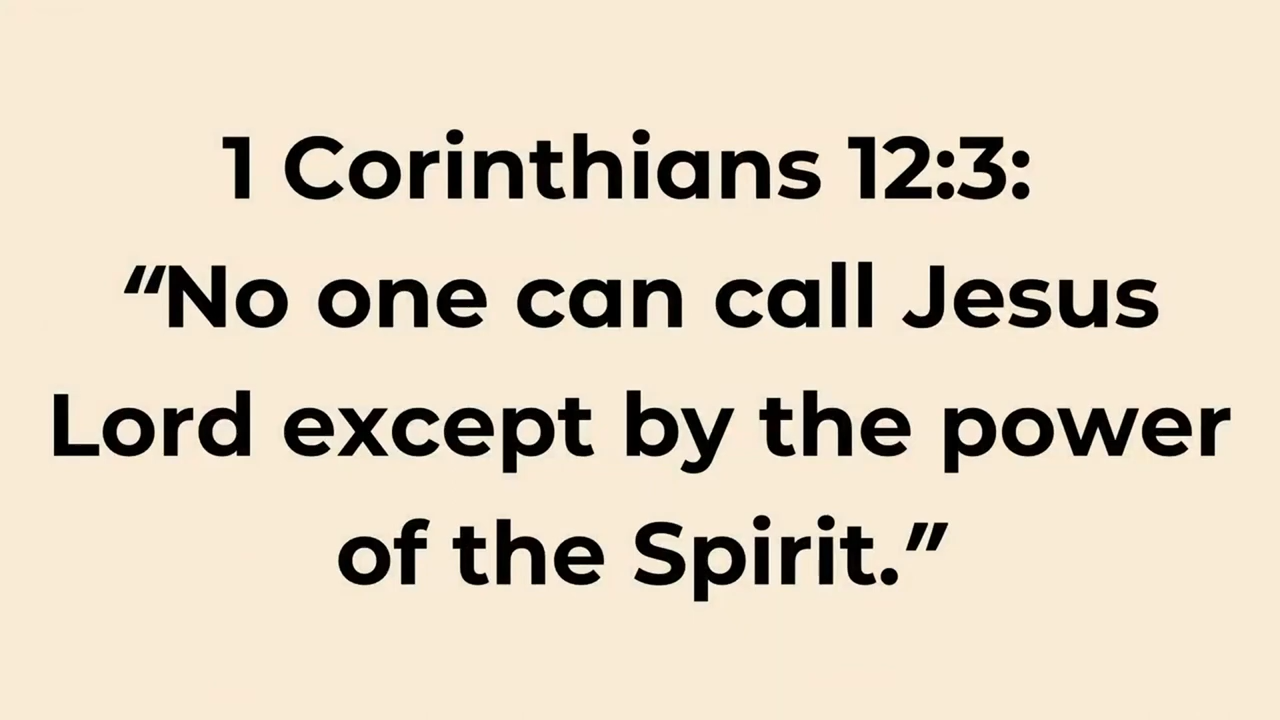 1 Corinthians 12:3:
“No one can call Jesus
Lord except by the power
of the Spirit.”